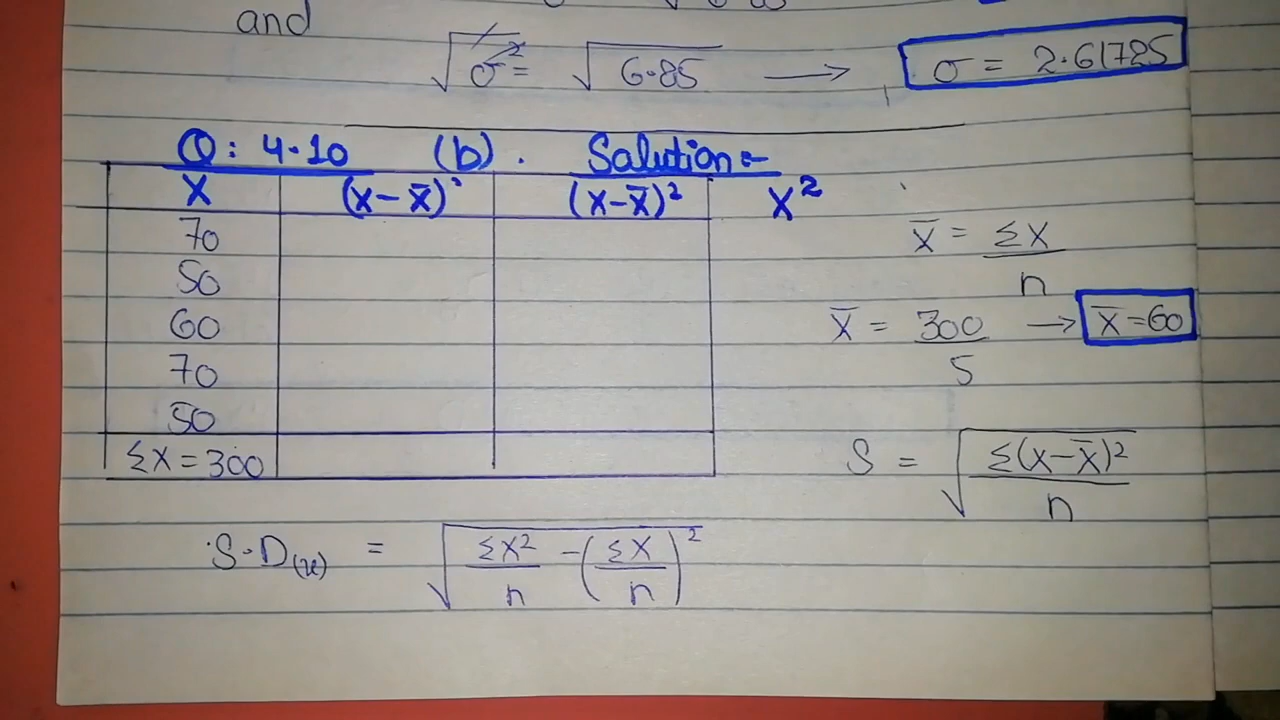 and
√σ² = √6.85 → σ = 2.61725
Q: 4.10 (b). Salution:-
X (x-x̄) (x-x̄)² X²
70
50
60
70
50
ΣX = 300
x̄ = ΣX / n
x̄ = 300 / 5 → x̄ = 60
S = √(Σ(x-x̄)² / n)
S.D(x) = √(ΣX² / n - (ΣX / n)²)